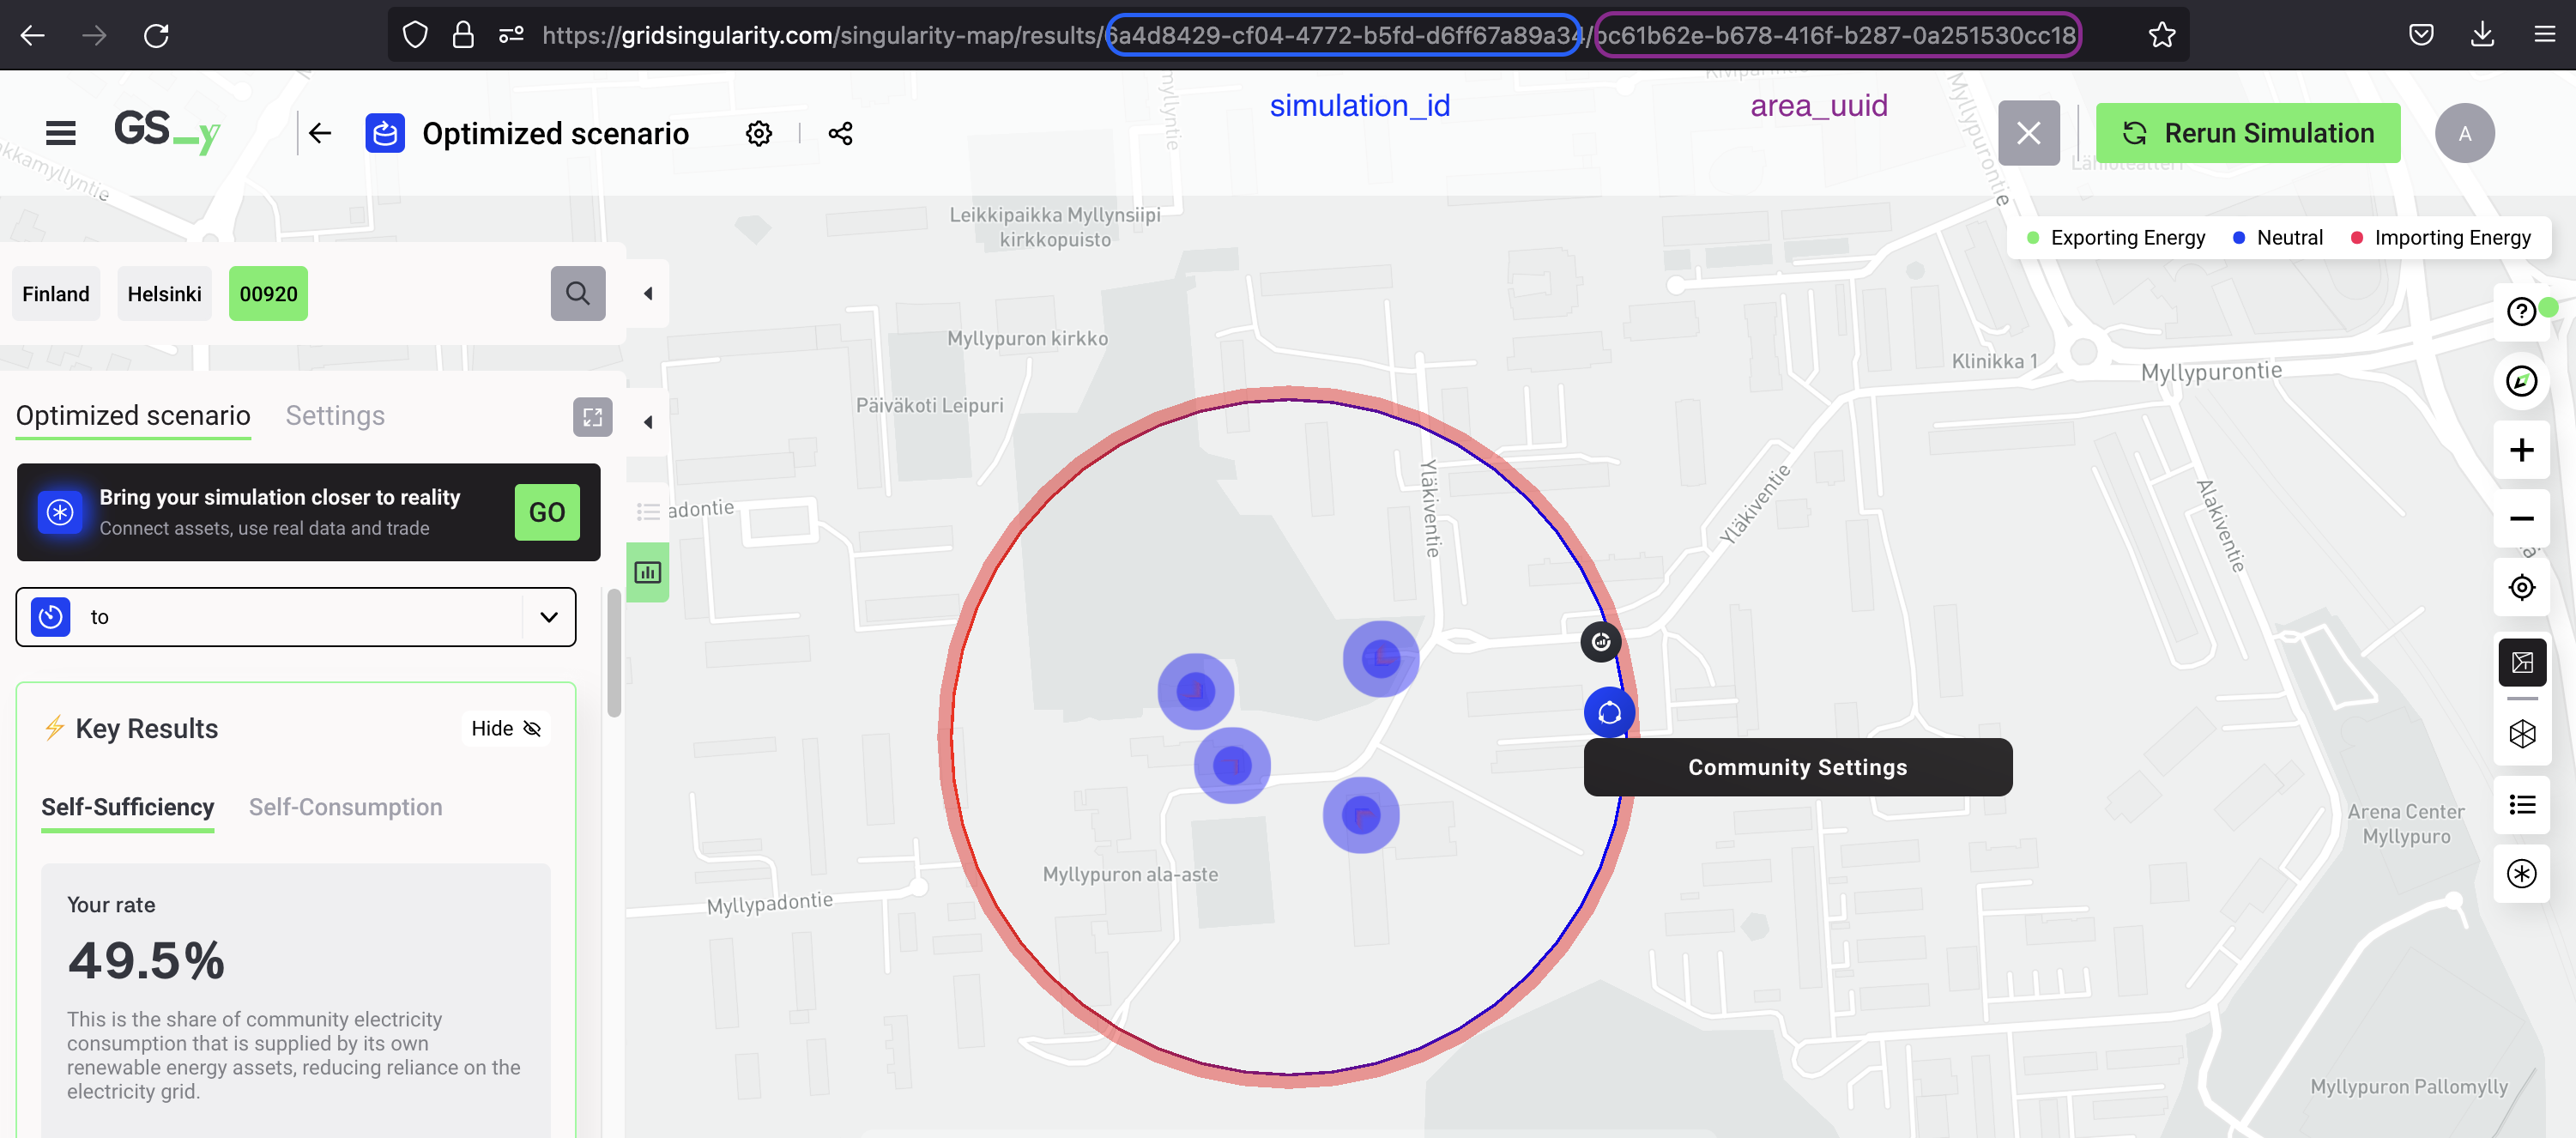 https://gridsingularity.com/singularity-map/results/6a4d8429-cf04-4772-b5fd-d6ff67a89a34/bc61b62e-b678-416f-b287-0a251530cc18
simulation_id
area_uuid
GSy
Optimized scenario
Rerun Simulation
A
Exporting Energy
Neutral
Importing Energy
Finland
Helsinki
00920
Optimized scenario
Settings
Bring your simulation closer to reality
Connect assets, use real data and trade
GO
to
Key Results
Hide
Self-Sufficiency
Self-Consumption
Your rate
49.5%
This is the share of community electricity
consumption that is supplied by its own
renewable energy assets, reducing reliance on the
electricity grid.
Leikkipaikka Myllynsiipi
kirkkopuisto
Myllypuron kirkko
Päiväkoti Leipuri
Yläkiventie
Yläkiventie
Klinikka 1
Myllypurontie
Myllypurontie
Alakiventie
adontie
Community Settings
Arena Center
Myllypuro
Myllypuron ala-aste
Myllypadontie
Myllypuron Pallomylly